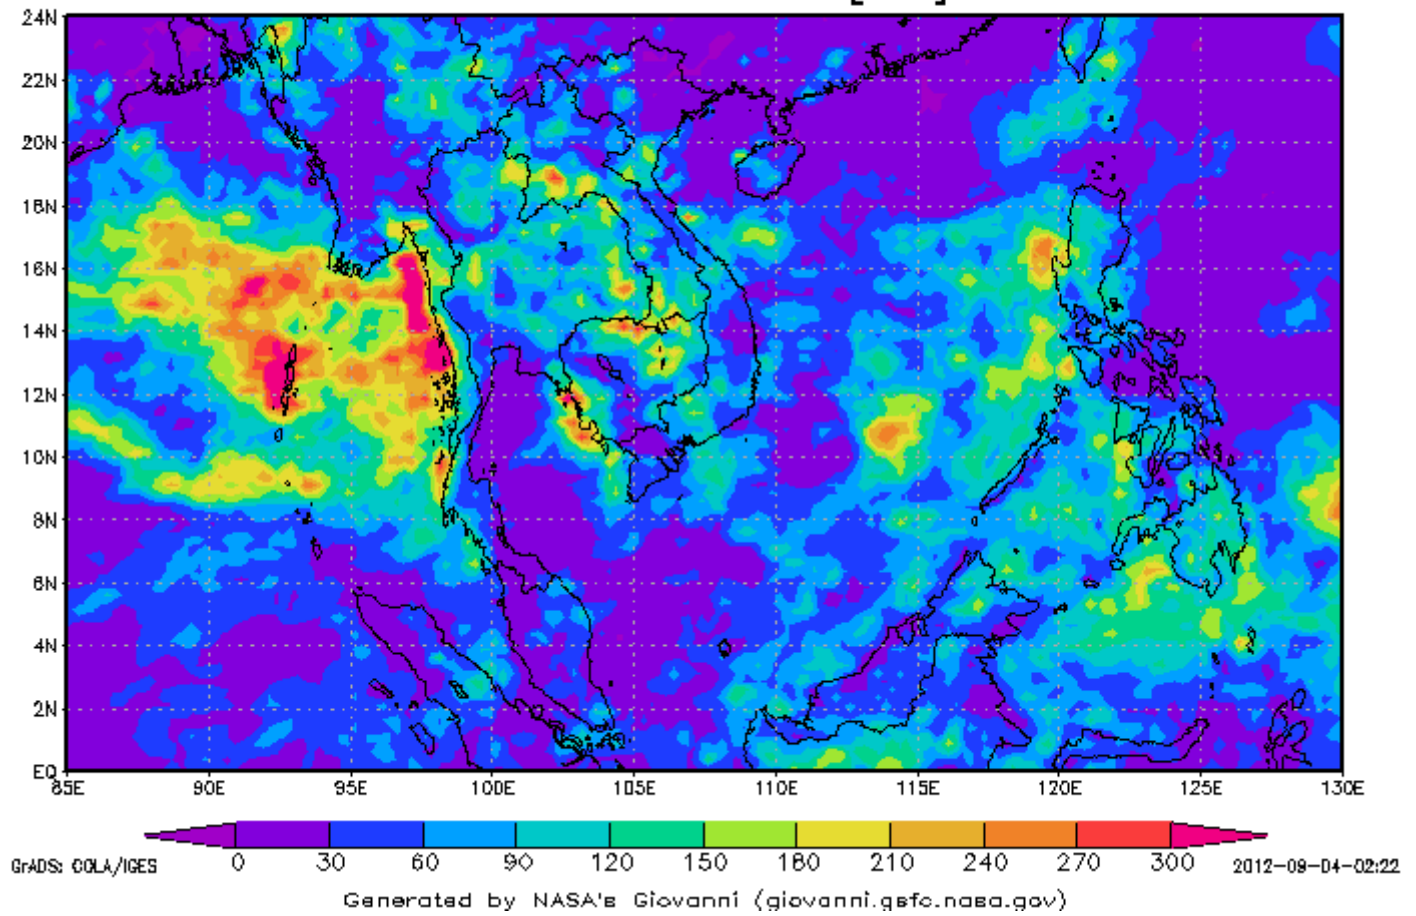 24N
22N
20N
18N
16N
14N
12N
10N
8N
6N
4N
2N
EQ
85E 90E 95E 100E 105E 110E 115E 120E 125E 130E
0 30 60 90 120 150 180 210 240 270 300
GrADS: COLA/IGES 2012-09-04-02:22
Generated by NASA's Giovanni (giovanni.gsfc.nasa.gov)